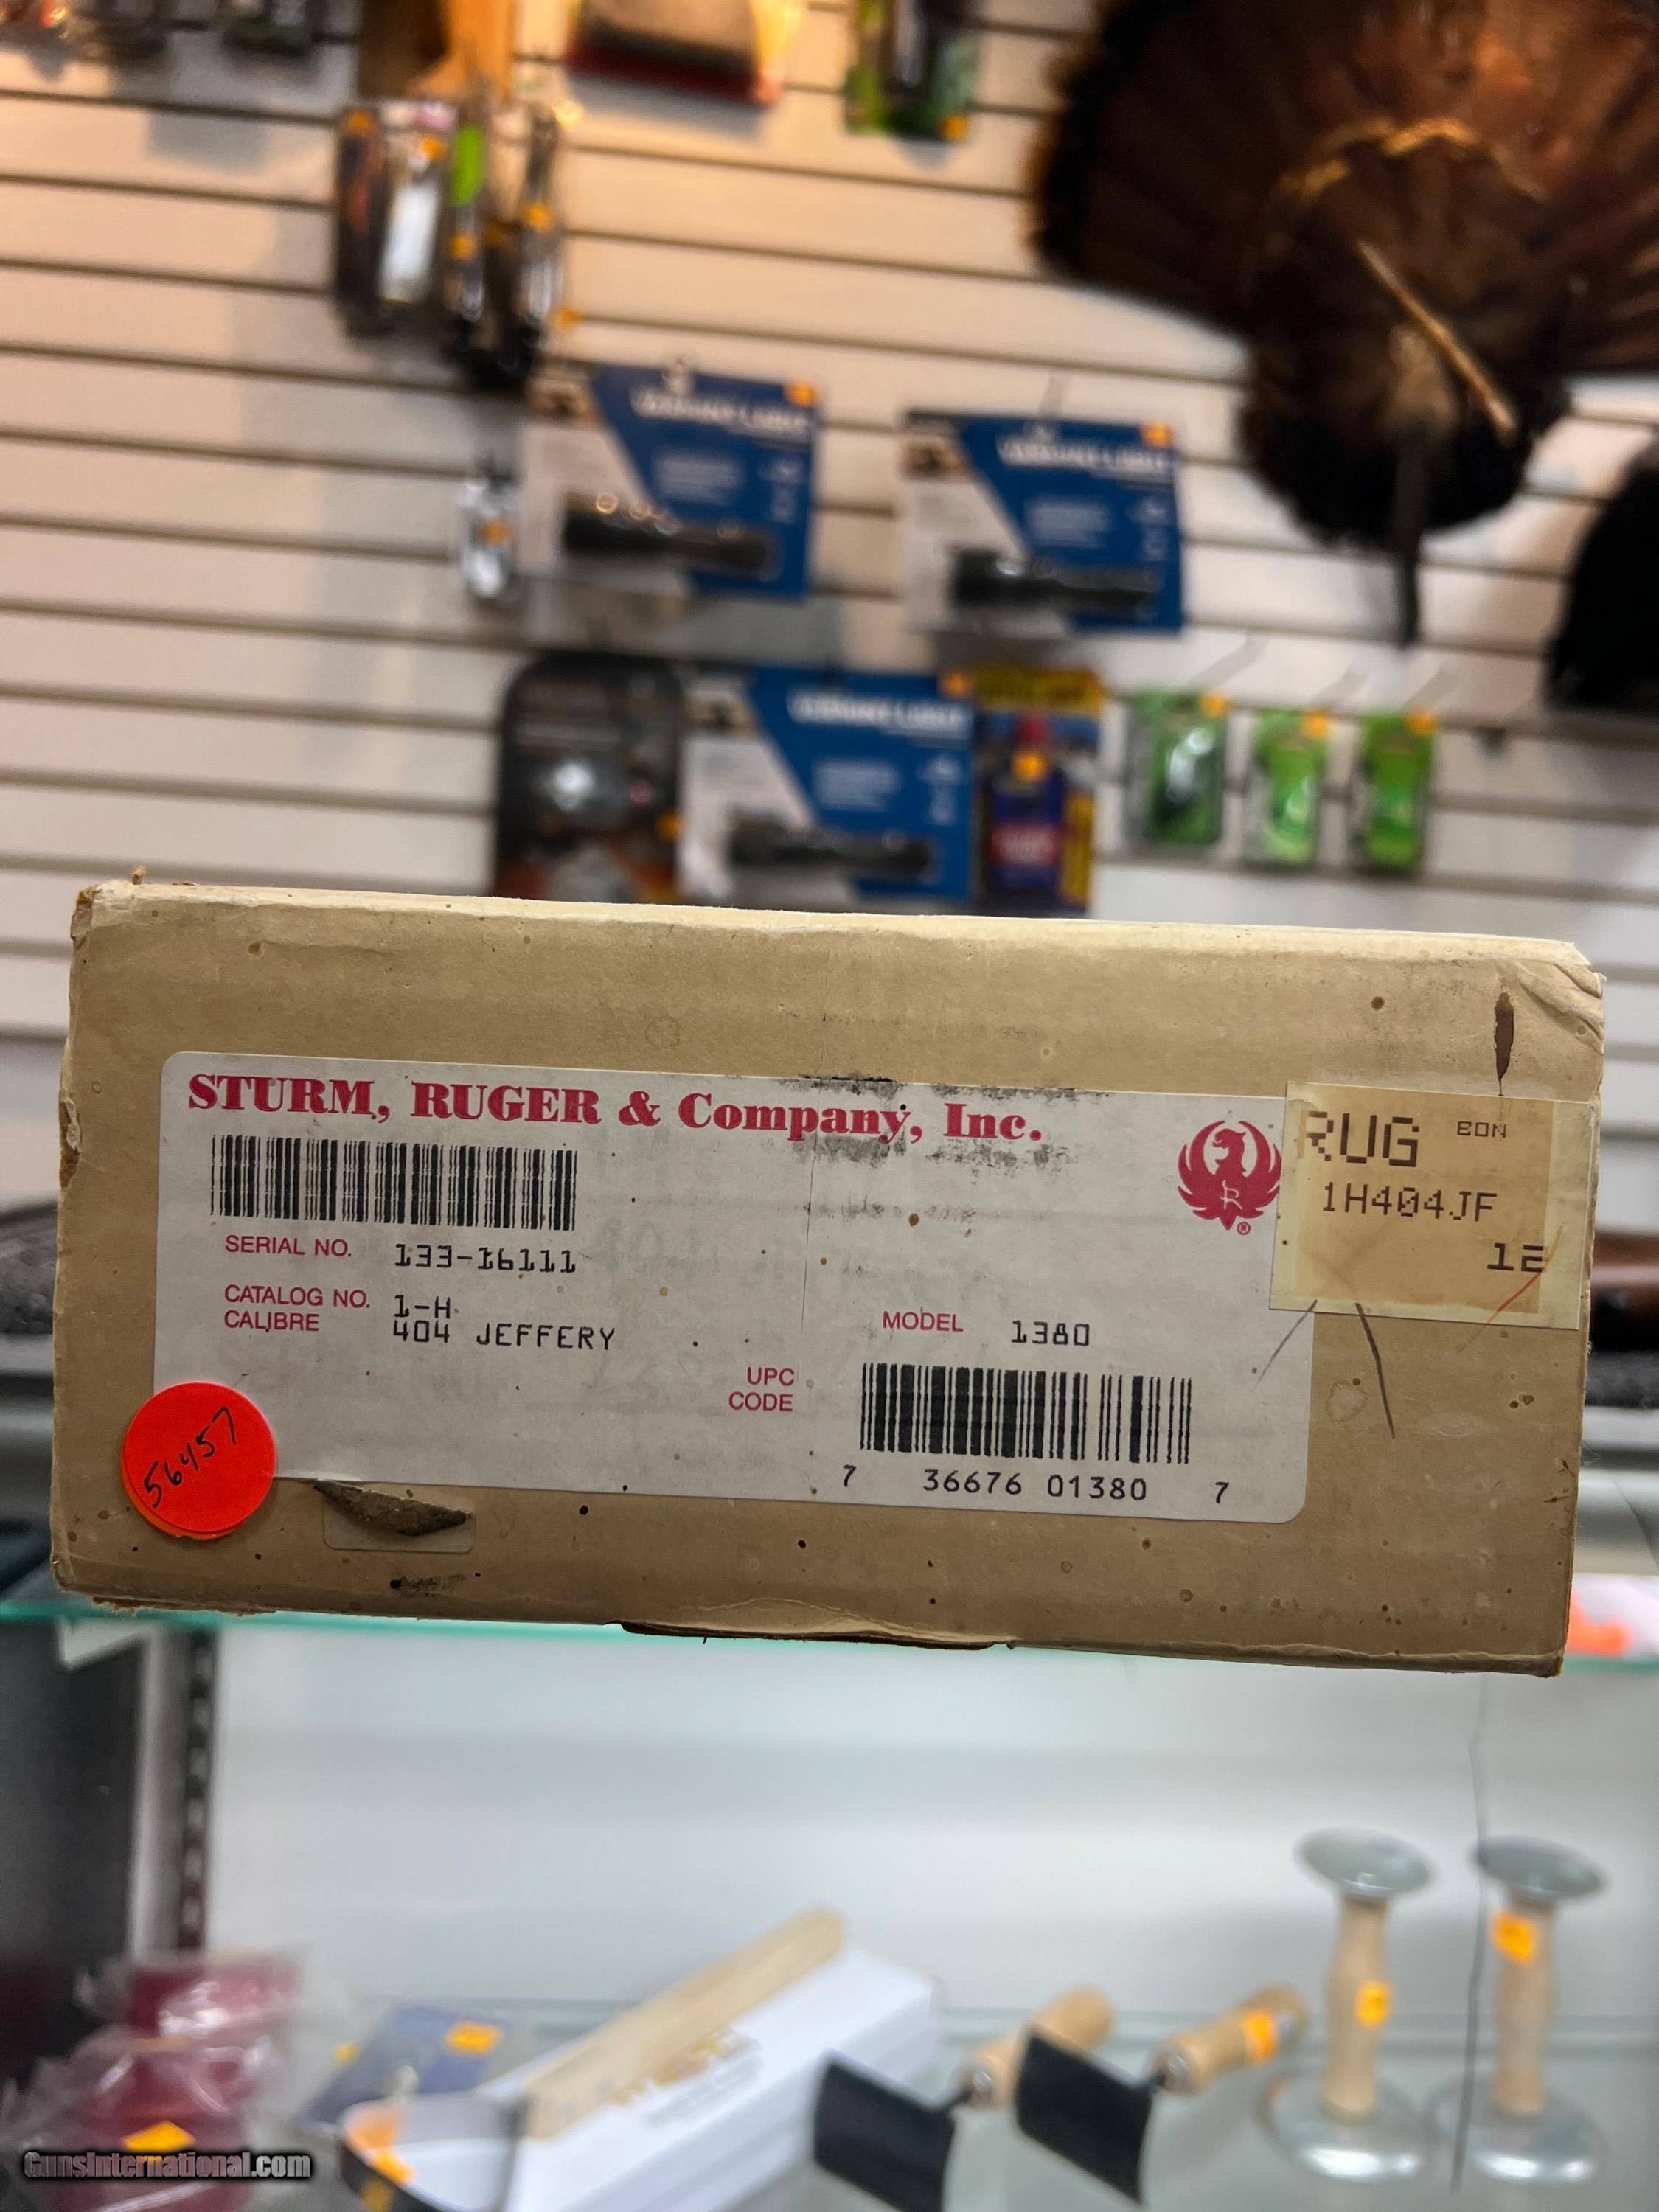 STURM, RUGER & Company, Inc.
R
®
RUG BON
1H404JF
1E
SERIAL NO. 133-16111
CATALOG NO. 1-H
CALIBRE 404 JEFFERY
MODEL 1380
UPC
CODE
7 36676 01380 7
56457
GunsInternational.com